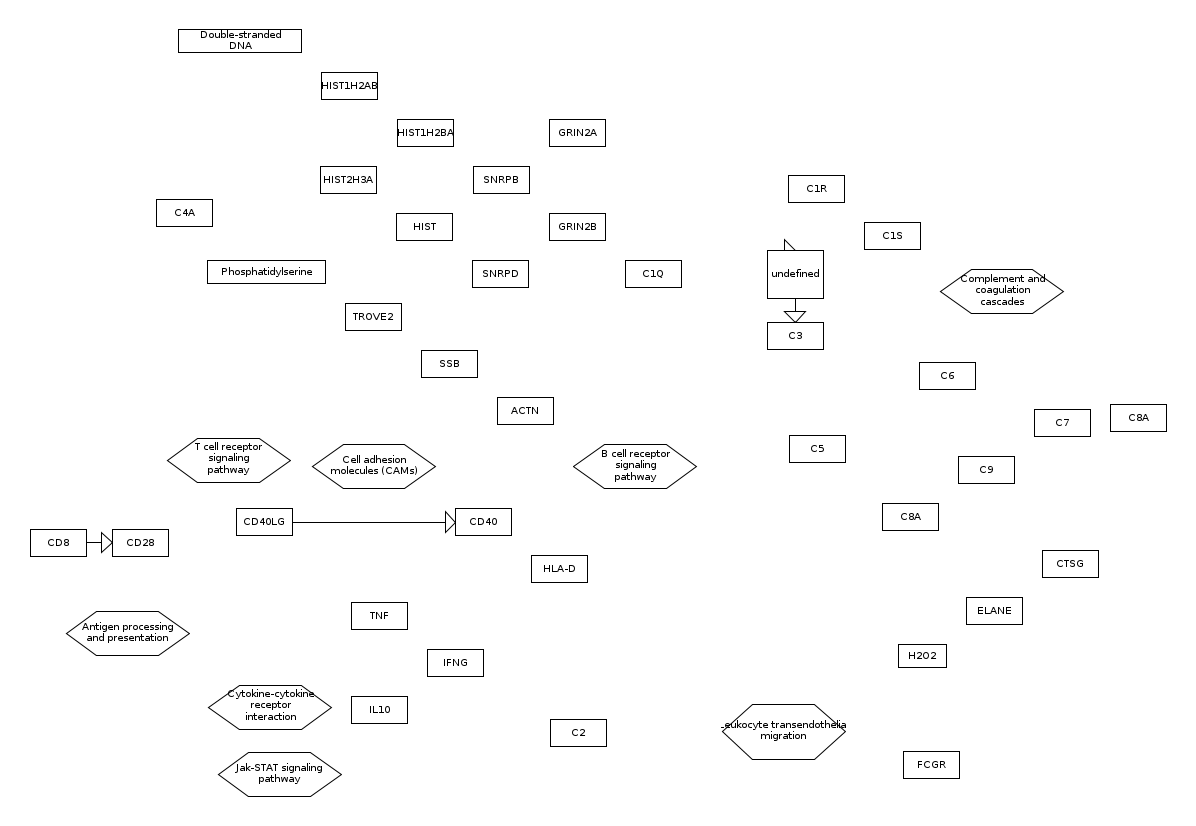 Double-stranded
DNA
HIST1H2AB
HIST1H2BA
GRIN2A
HIST2H3A
SNRPB
C1R
C4A
HIST
GRIN2B
C1S
Phosphatidylserine
SNRPD
C1Q
undefined
Complement and
coagulation
cascades
TROVE2
C3
SSB
C6
ACTN
C7
C8A
T cell receptor
signaling
pathway
Cell adhesion
molecules (CAMs)
B cell receptor
signaling
pathway
C5
C9
CD40LG
CD40
C8A
CD8
CD28
HLA-D
CTSG
TNF
ELANE
Antigen processing
and presentation
IFNG
H2O2
Cytokine-cytokine
receptor
interaction
IL10
C2
Leukocyte transendothelial
migration
Jak-STAT signaling
pathway
FCGR